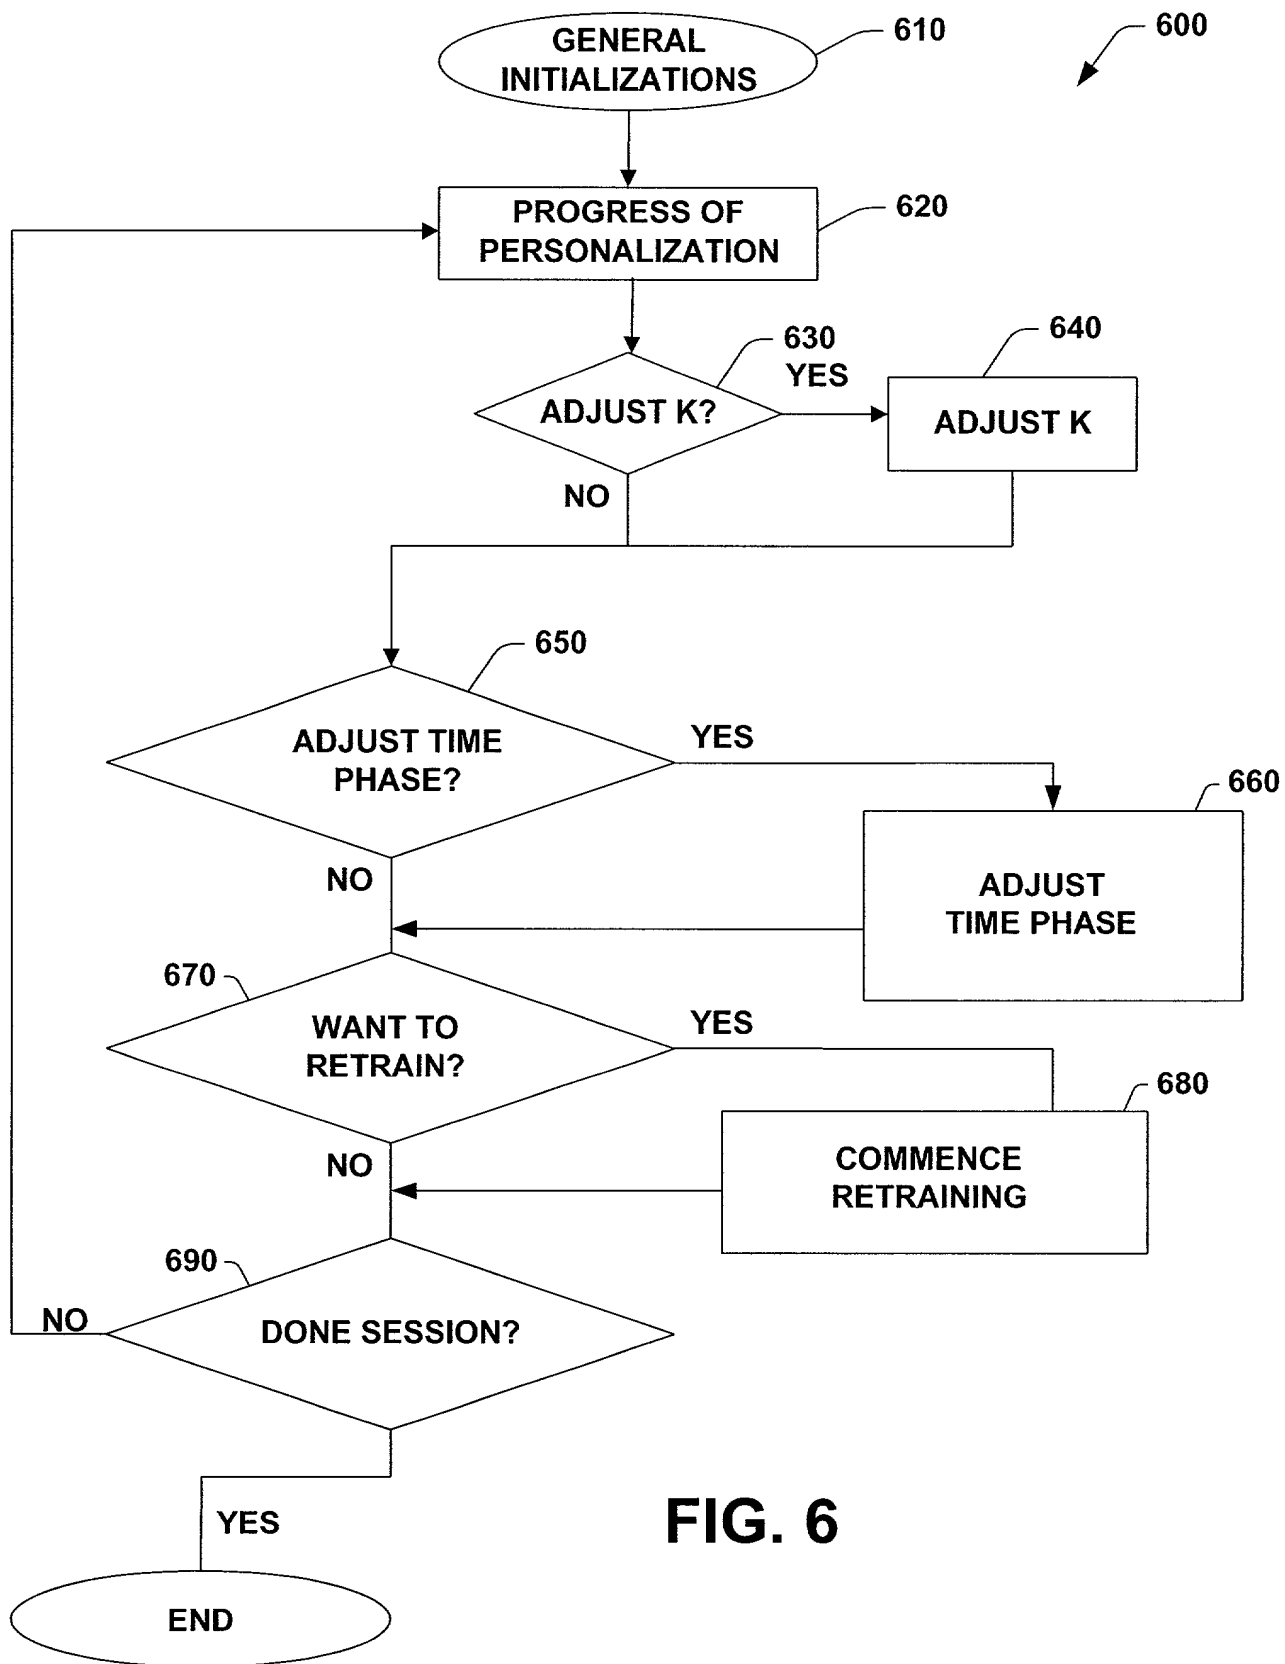 GENERAL
INITIALIZATIONS
610
600
PROGRESS OF
PERSONALIZATION
620
630
YES
640
ADJUST K?
ADJUST K
NO
650
ADJUST TIME
PHASE?
YES
660
ADJUST
TIME PHASE
NO
670
WANT TO
RETRAIN?
YES
680
COMMENCE
RETRAINING
NO
690
DONE SESSION?
NO
YES
FIG. 6
END